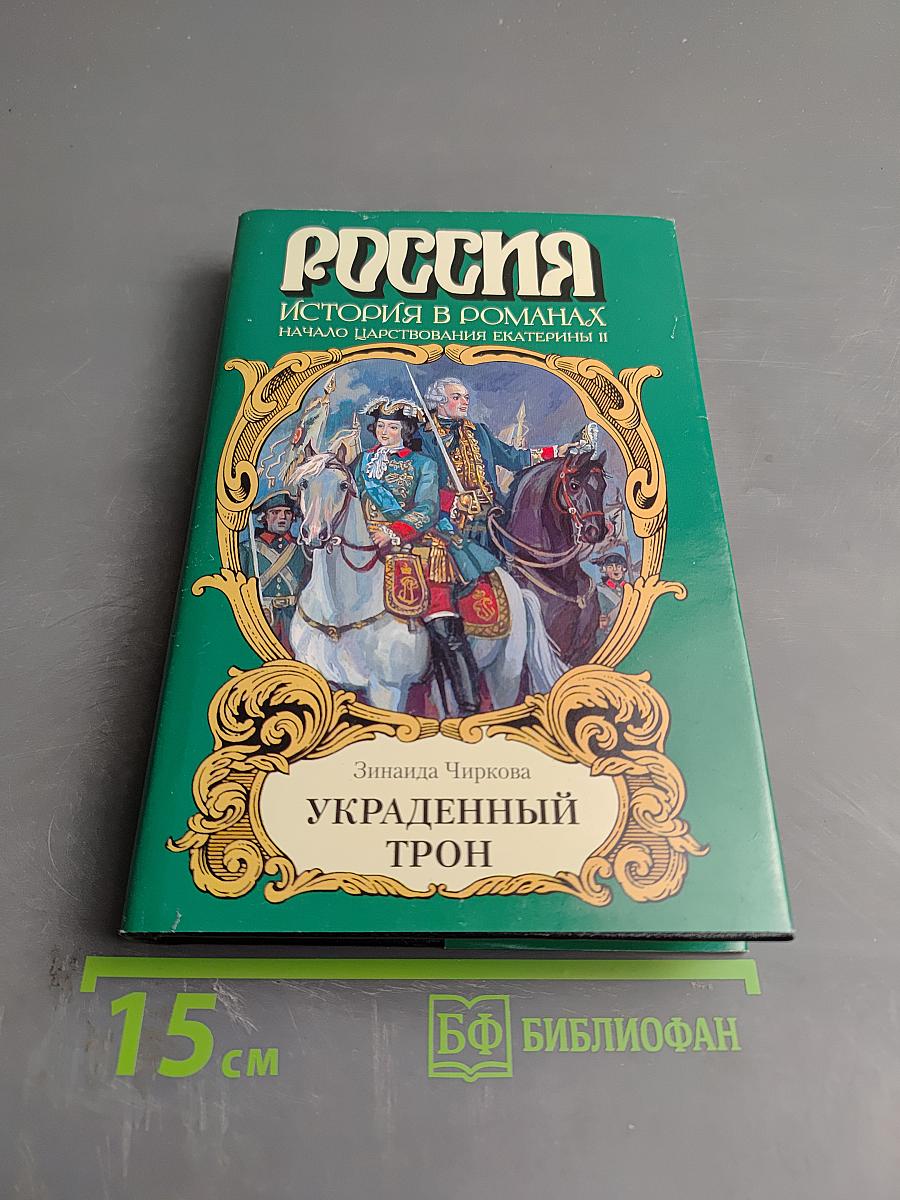 РОССИЯ
ИСТОРИЯ В РОМАНАХ
НАЧАЛО ЦАРСТВОВАНИЯ ЕКАТЕРИНЫ II
Зинаида Чиркова
УКРАДЕННЫЙ
ТРОН
15 см
БФ БИБЛИОФАН